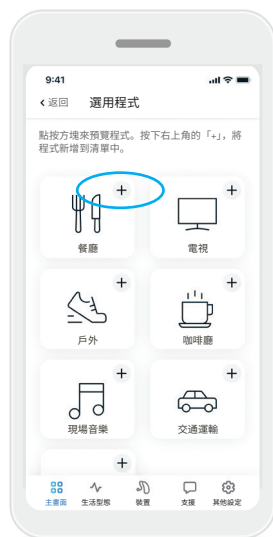 9:41
返回 選用程式
點按方塊來預覽程式。按下右上角的「+」，將
程式新增到清單中。
餐廳 電視
戶外 咖啡廳
現場音樂 交通運輸
主畫面 生活型態 裝置 支援 其他設定